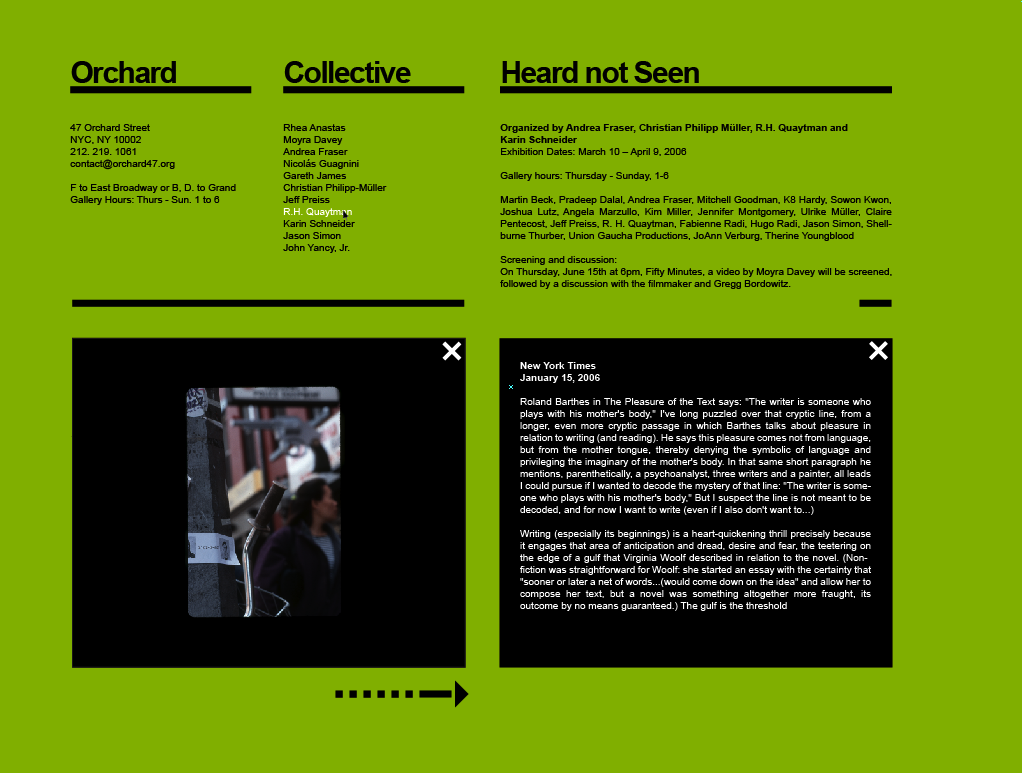 Orchard
47 Orchard Street
NYC, NY 10002
212. 219. 1061
contact@orchard47.org
F to East Broadway or B, D. to Grand
Gallery Hours: Thurs - Sun. 1 to 6
Collective
Rhea Anastas
Moyra Davey
Andrea Fraser
Nicolás Guagnini
Gareth James
Christian Philipp-Müller
Jeff Preiss
R.H. Quaytman
Karin Schneider
Jason Simon
John Yancy, Jr.
Heard not Seen
Organized by Andrea Fraser, Christian Philipp Müller, R.H. Quaytman and
Karin Schneider
Exhibition Dates: March 10 – April 9, 2006
Gallery hours: Thursday - Sunday, 1-6
Martin Beck, Pradeep Dalal, Andrea Fraser, Mitchell Goodman, K8 Hardy, Sowon Kwon,
Joshua Lutz, Angela Marzullo, Kim Miller, Jennifer Montgomery, Ulrike Müller, Claire
Pentecost, Jeff Preiss, R. H. Quaytman, Fabienne Radi, Hugo Radi, Jason Simon, Shell-
burne Thurber, Union Gaucha Productions, JoAnn Verburg, Therine Youngblood
Screening and discussion:
On Thursday, June 15th at 6pm, Fifty Minutes, a video by Moyra Davey will be screened,
followed by a discussion with the filmmaker and Gregg Bordowitz.
New York Times
January 15, 2006
Roland Barthes in The Pleasure of the Text says: "The writer is someone who
plays with his mother's body," I've long puzzled over that cryptic line, from a
longer, even more cryptic passage in which Barthes talks about pleasure in
relation to writing (and reading). He says this pleasure comes not from language,
but from the mother tongue, thereby denying the symbolic of language and
privileging the imaginary of the mother's body. In that same short paragraph he
mentions, parenthetically, a psychoanalyst, three writers and a painter, all leads
I could pursue if I wanted to decode the mystery of that line: "The writer is some-
one who plays with his mother's body," But I suspect the line is not meant to be
decoded, and for now I want to write (even if I also don't want to...)
Writing (especially its beginnings) is a heart-quickening thrill precisely because
it engages that area of anticipation and dread, desire and fear, the teetering on
the edge of a gulf that Virginia Woolf described in relation to the novel. (Non-
fiction was straightforward for Woolf: she started an essay with the certainty that
"sooner or later a net of words...(would come down on the idea" and allow her to
compose her text, but a novel was something altogether more fraught, its
outcome by no means guaranteed.) The gulf is the threshold